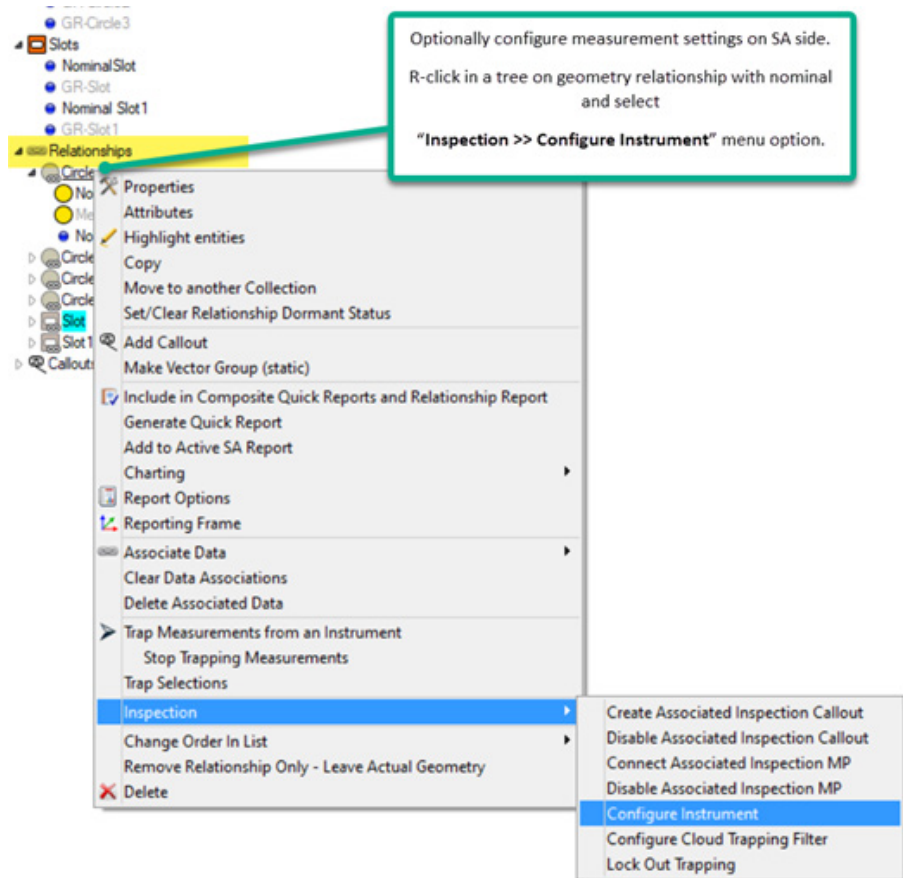 GR-Circle3
Slots
NominalSlot
GR-Slot
Nominal Slot1
GR-Slot1
Relationships
Circle
No
Me
No
Circle
Circle
Circle
Slot
Slot1
Callouts
Optionally configure measurement settings on SA side.
R-click in a tree on geometry relationship with nominal
and select
“Inspection >> Configure Instrument” menu option.
Properties
Attributes
Highlight entities
Copy
Move to another Collection
Set/Clear Relationship Dormant Status
Add Callout
Make Vector Group (static)
Include in Composite Quick Reports and Relationship Report
Generate Quick Report
Add to Active SA Report
Charting
Report Options
Reporting Frame
Associate Data
Clear Data Associations
Delete Associated Data
Trap Measurements from an Instrument
Stop Trapping Measurements
Trap Selections
Inspection
Change Order In List
Remove Relationship Only - Leave Actual Geometry
Delete
Create Associated Inspection Callout
Disable Associated Inspection Callout
Connect Associated Inspection MP
Disable Associated Inspection MP
Configure Instrument
Configure Cloud Trapping Filter
Lock Out Trapping